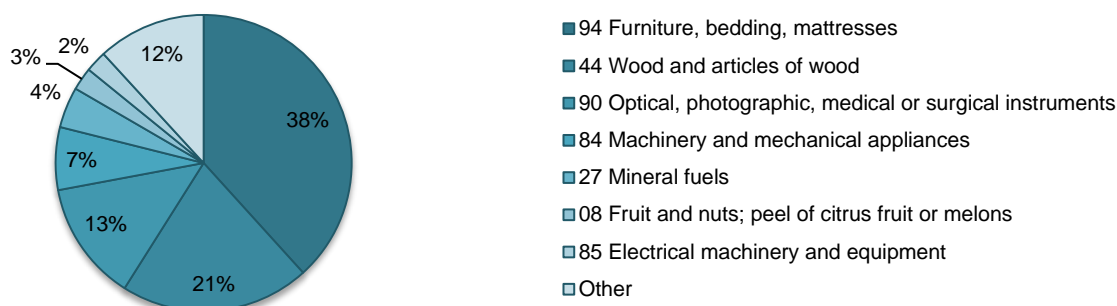 2%
3%
12%
4%
38%
7%
13%
21%
94 Furniture, bedding, mattresses
44 Wood and articles of wood
90 Optical, photographic, medical or surgical instruments
84 Machinery and mechanical appliances
27 Mineral fuels
08 Fruit and nuts; peel of citrus fruit or melons
85 Electrical machinery and equipment
Other